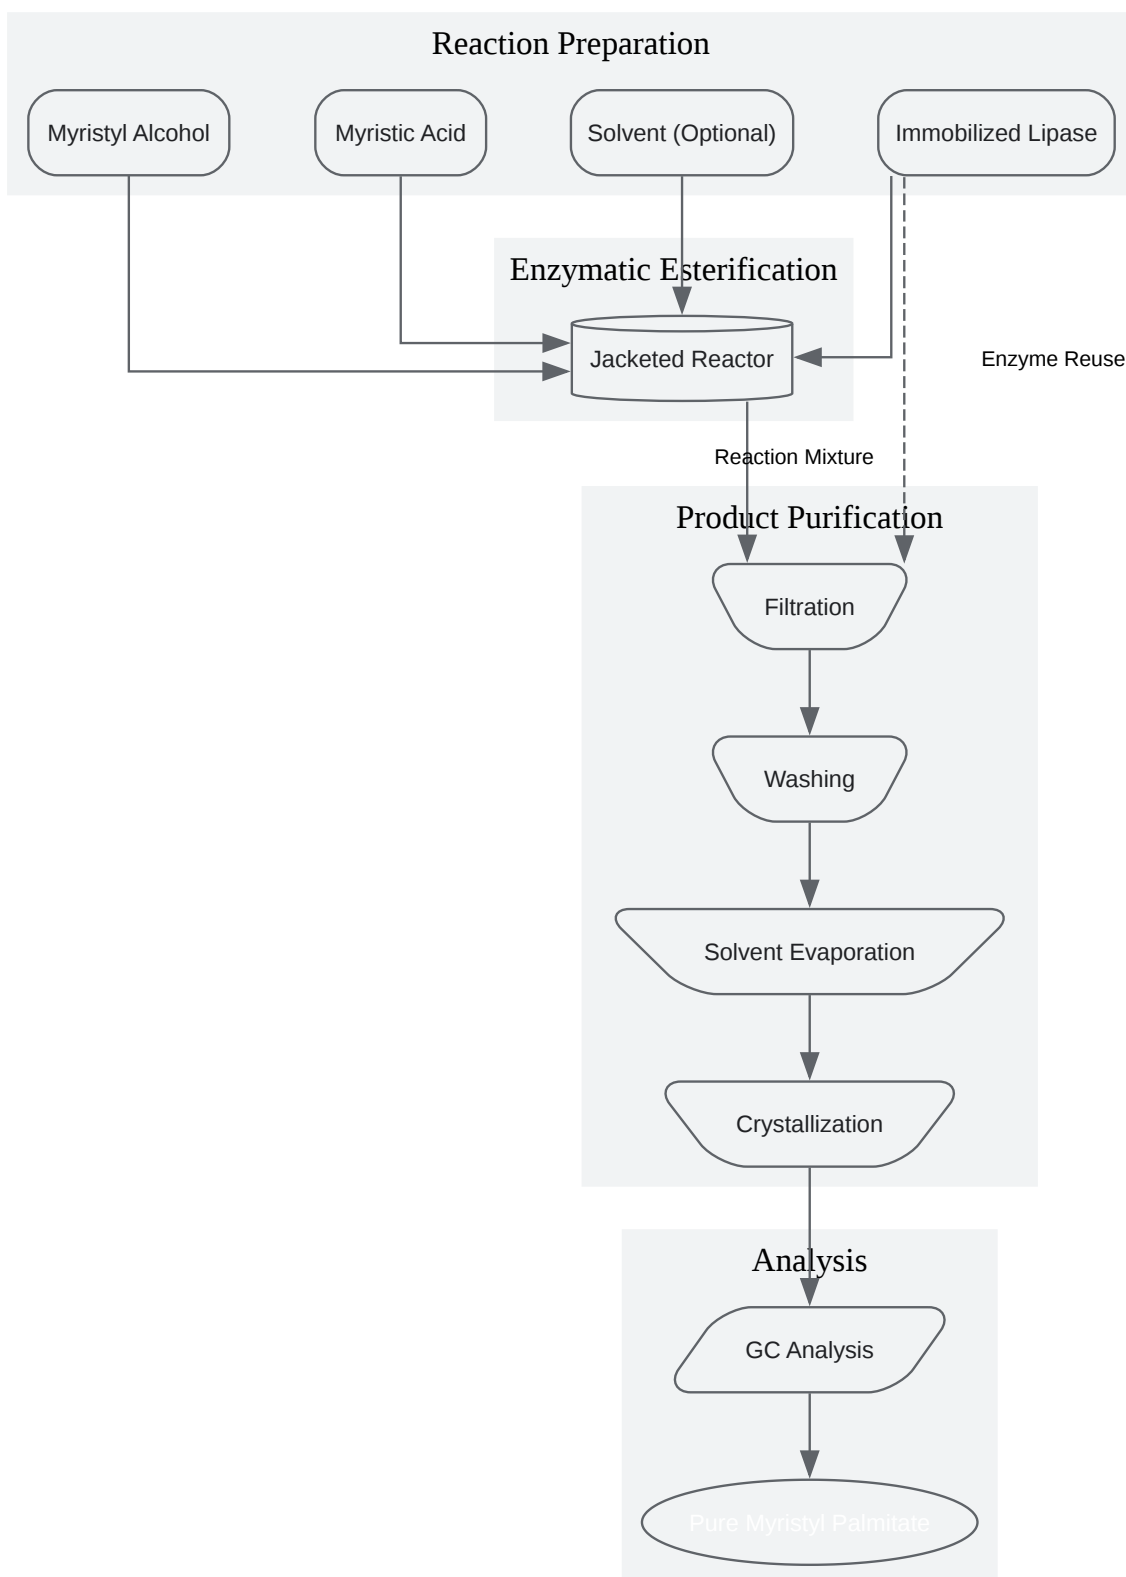 Reaction Preparation
Myristyl Alcohol
Myristic Acid
Solvent (Optional)
Immobilized Lipase
Enzymatic Esterification
Jacketed Reactor
Enzyme Reuse
Reaction Mixture
Product Purification
Filtration
Washing
Solvent Evaporation
Crystallization
Analysis
GC Analysis
Pure Myristyl Palmitate